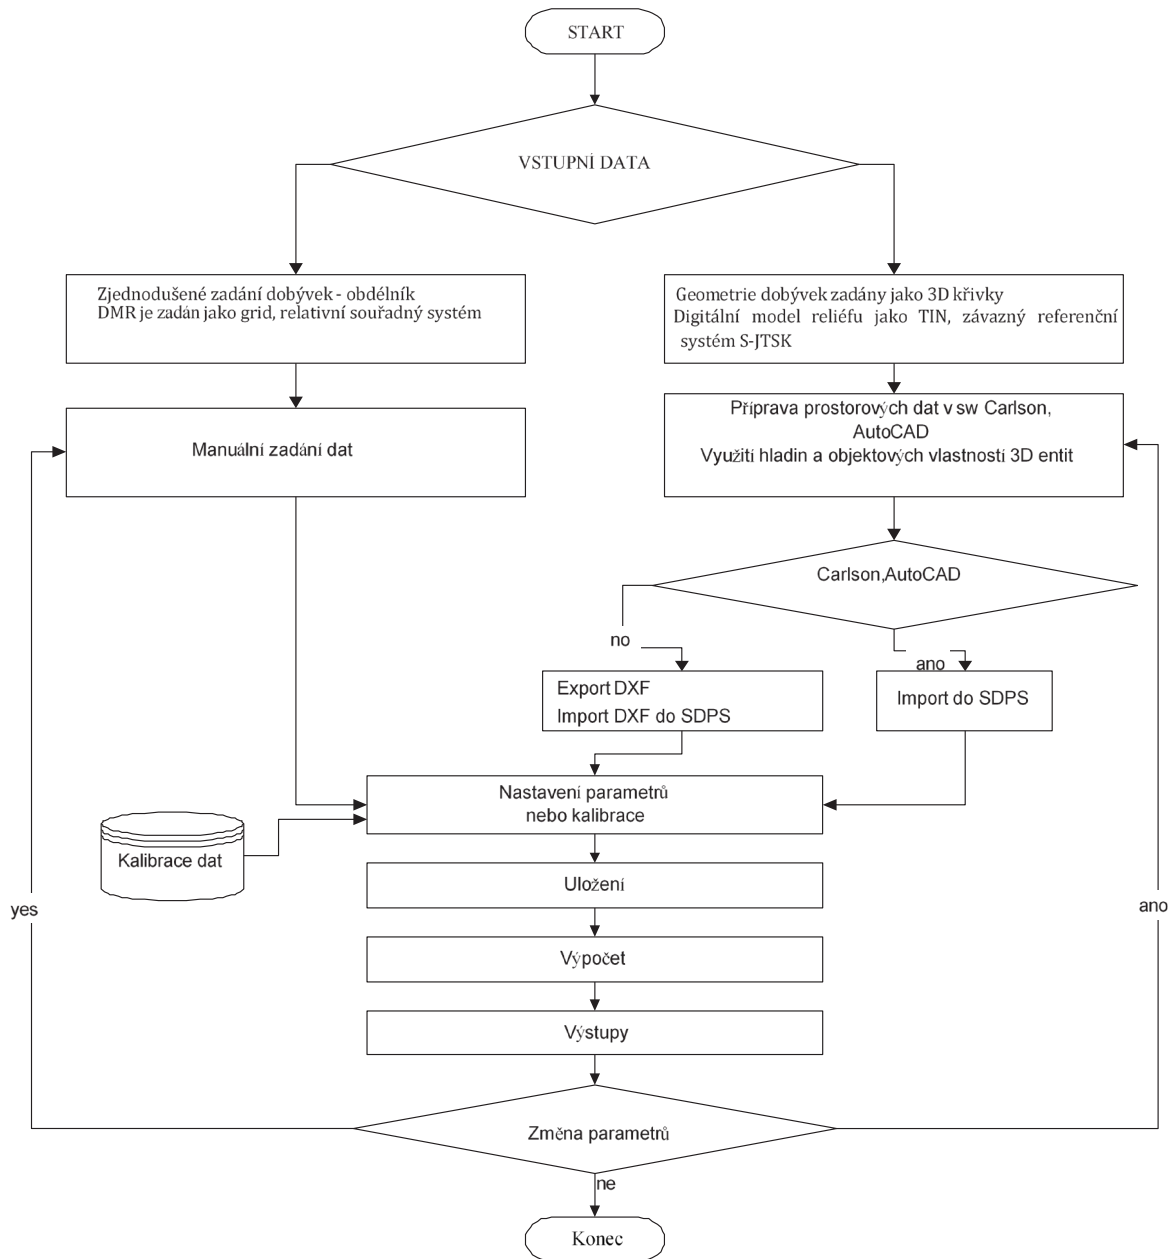 START
VSTUPNÍ DATA
Zjednodušené zadání dobývek - obdélník
DMR je zadán jako grid, relativní souřadný systém
Geometrie dobývek zadány jako 3D křivky
Digitální model reliéfu jako TIN, závazný referenční
systém S-JTSK
Manuální zadání dat
Příprava prostorových dat v sw Carlson,
AutoCAD
Využití hladin a objektových vlastností 3D entit
Carlson,AutoCAD
no
ano
Export DXF
Import DXF do SDPS
Import do SDPS
Nastavení parametrů
nebo kalibrace
Kalibrace dat
Uložení
yes
ano
Výpočet
Výstupy
Změna parametrů
ne
Konec